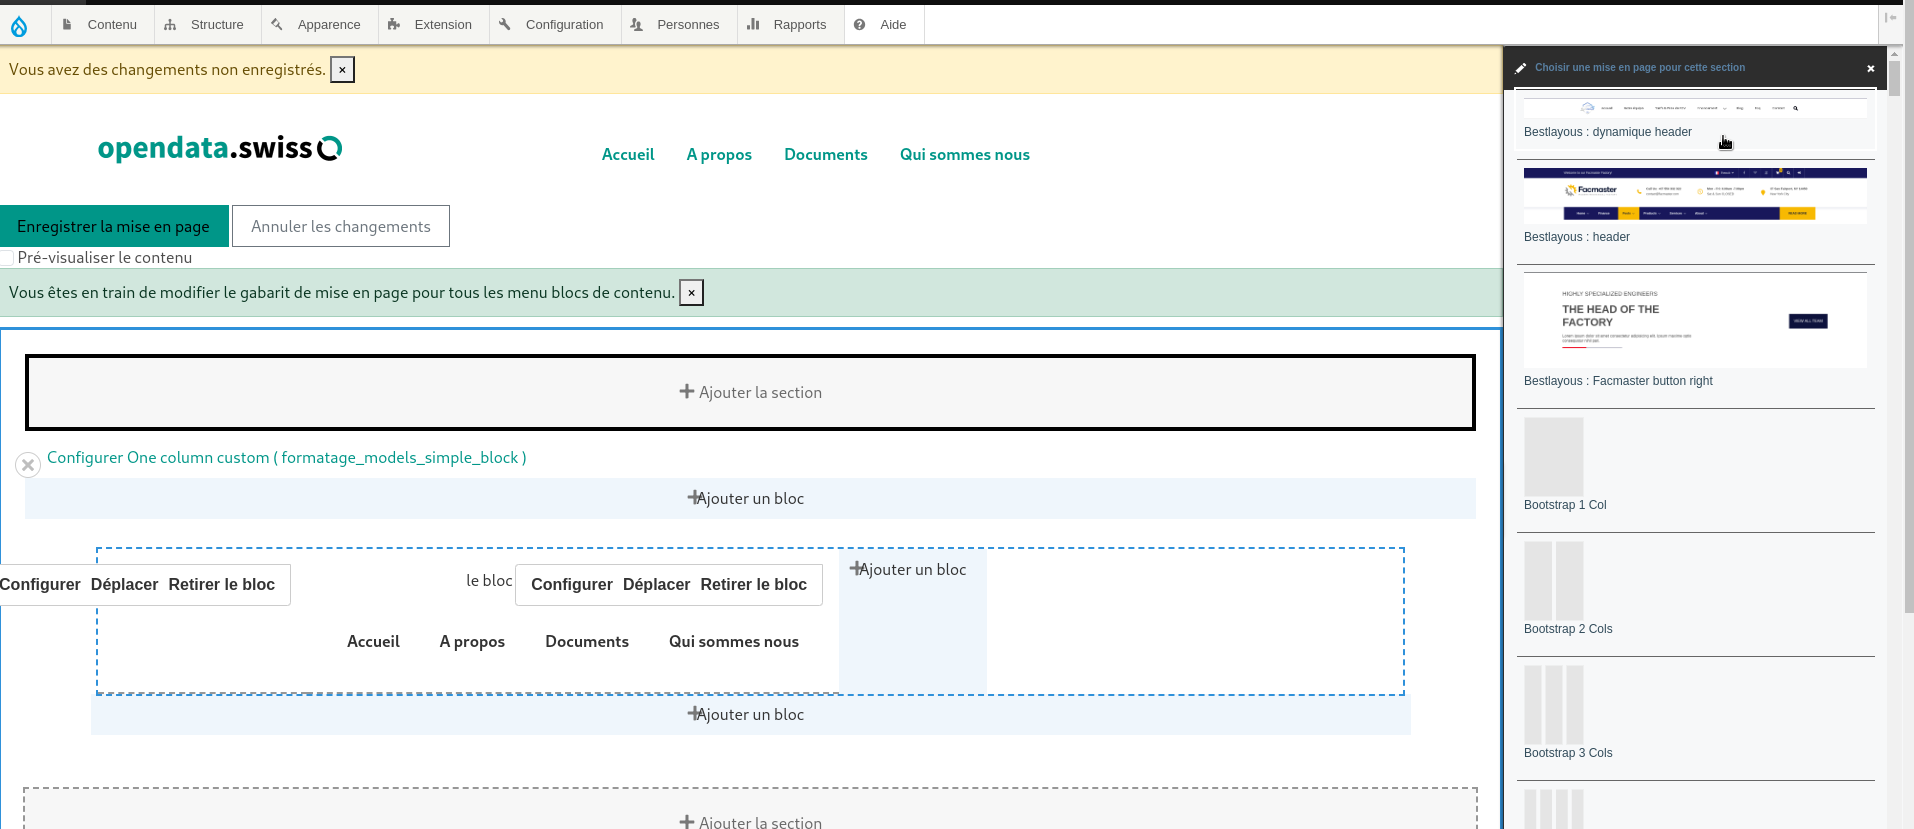 Contenu Structure Apparence Extension Configuration Personnes Rapports Aide
Vous avez des changements non enregistrés. ×
opendata.swiss
Accueil A propos Documents Qui sommes nous
Enregistrer la mise en page Annuler les changements
Pré-visualiser le contenu
Vous êtes en train de modifier le gabarit de mise en page pour tous les menu blocs de contenu. ×
+ Ajouter la section
Configurer One column custom ( formatage_models_simple_block )
Ajouter un bloc
Configurer Déplacer Retirer le bloc
le bloc Configurer Déplacer Retirer le bloc
Ajouter un bloc
Accueil A propos Documents Qui sommes nous
Ajouter un bloc
+ Ajouter la section
Choisir une mise en page pour cette section ×
Bestlayous : dynamique header
Facmaster
Bestlayous : header
HIGHLY SPECIALIZED ENGINEERS
THE HEAD OF THE
FACTORY
Bestlayous : Facmaster button right
Bootstrap 1 Col
Bootstrap 2 Cols
Bootstrap 3 Cols